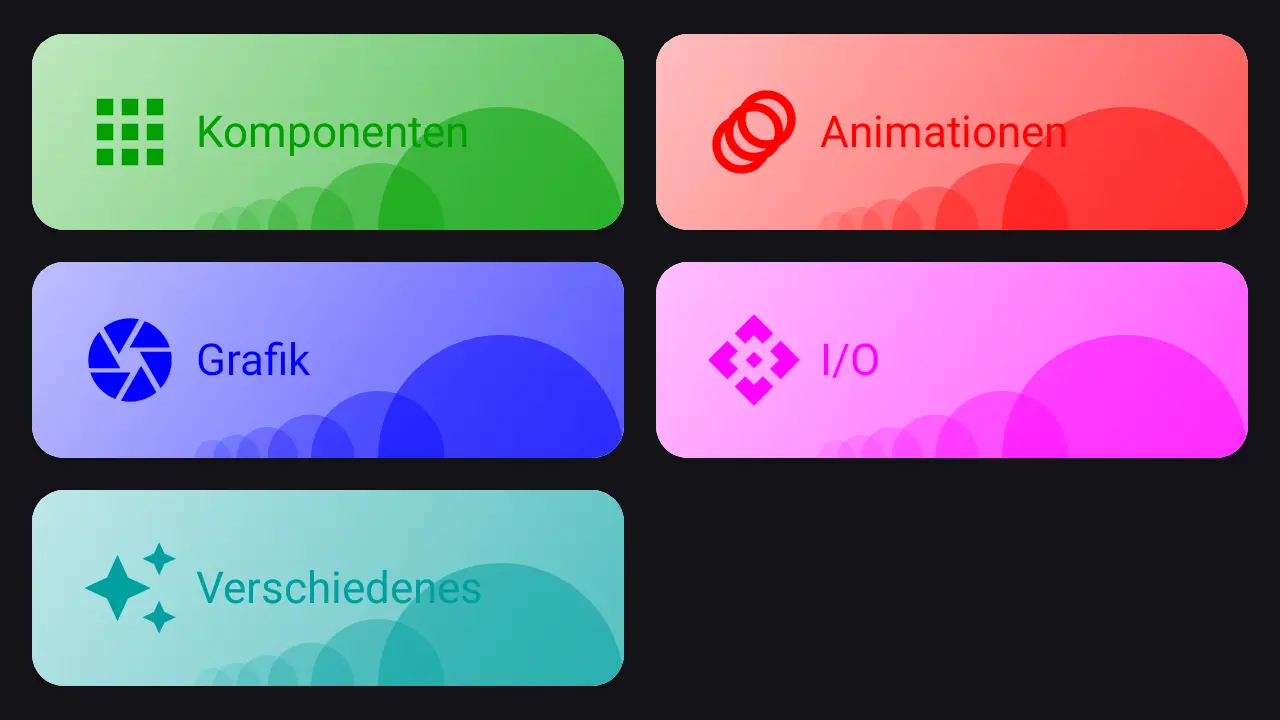 Komponenten
Animationen
Grafik
I/O
Verschiedenes